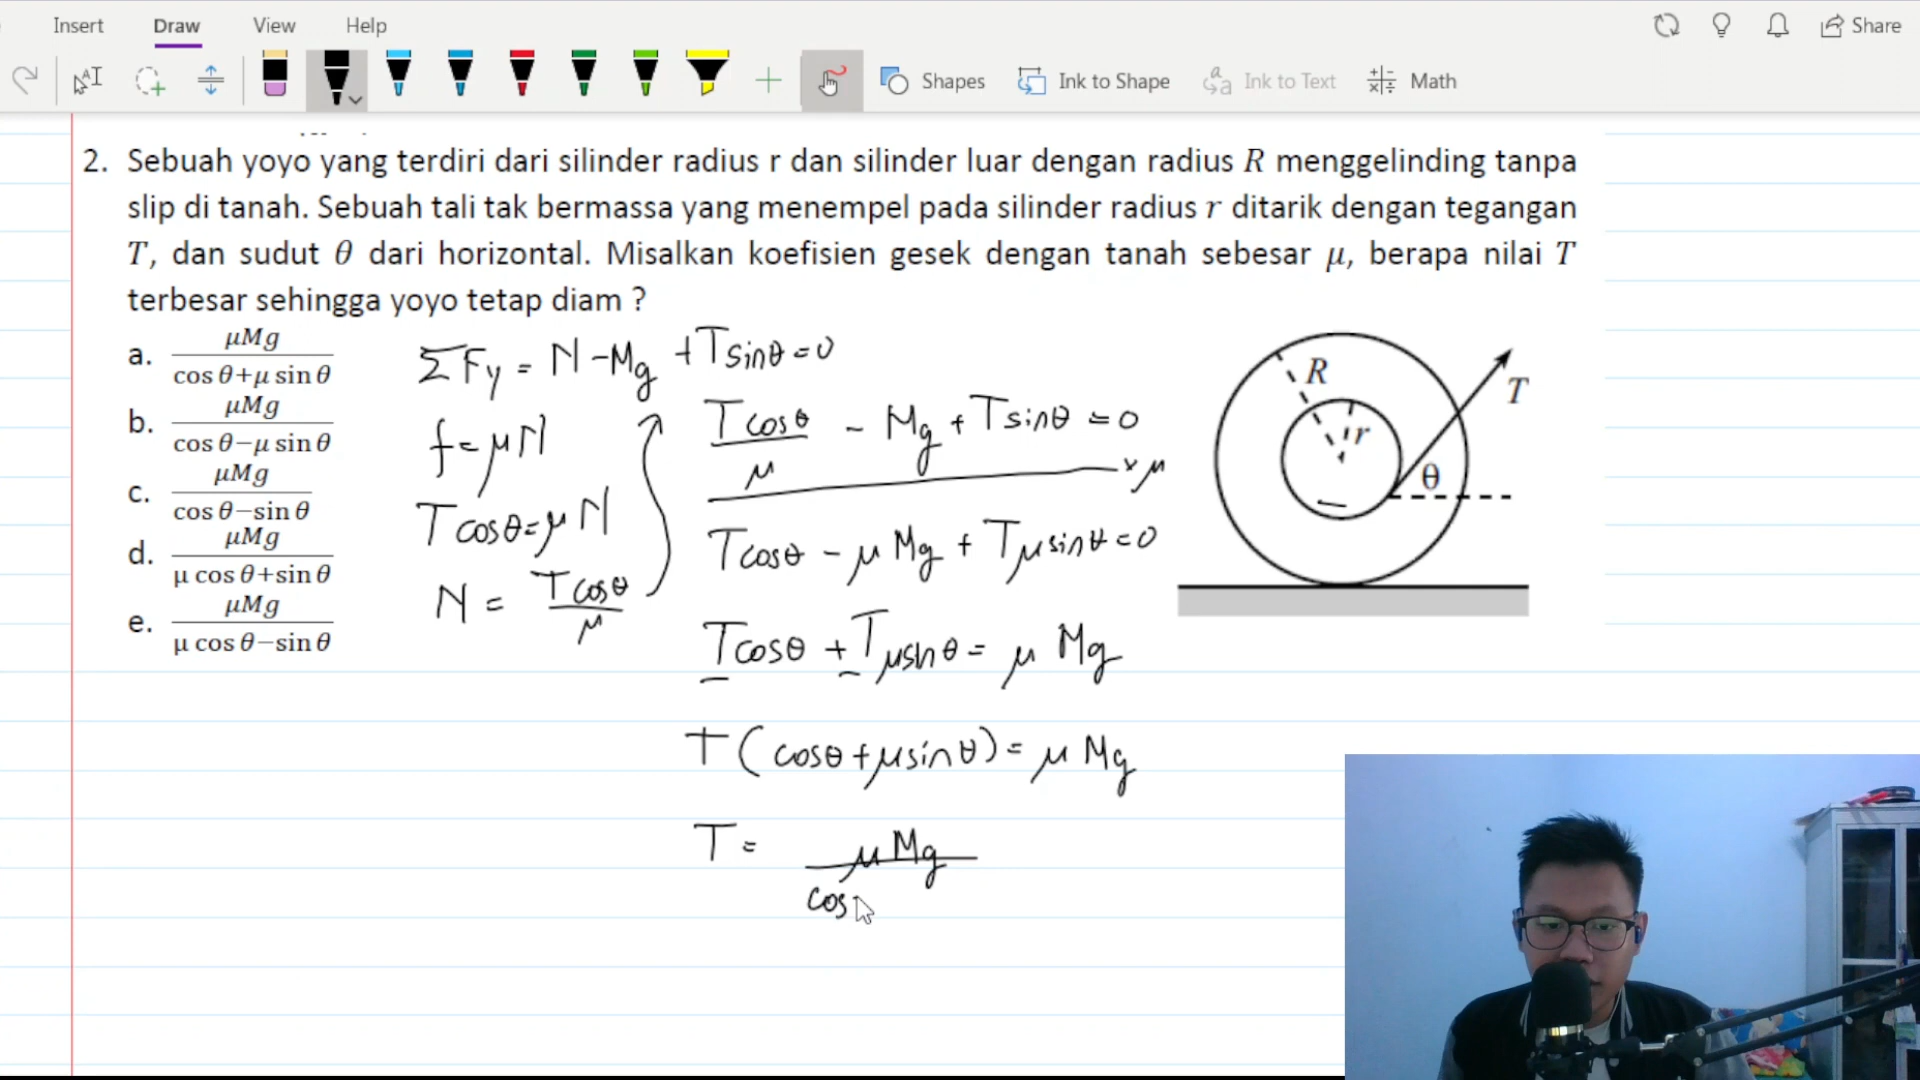 Insert Draw View Help Share
Shapes Ink to Shape Ink to Text Math
2. Sebuah yoyo yang terdiri dari silinder radius r dan silinder luar dengan radius R menggelinding tanpa
slip di tanah. Sebuah tali tak bermassa yang menempel pada silinder radius r ditarik dengan tegangan
T, dan sudut θ dari horizontal. Misalkan koefisien gesek dengan tanah sebesar μ, berapa nilai T
terbesar sehingga yoyo tetap diam ?
a. μMg / cos θ+μ sin θ
b. μMg / cos θ−μ sin θ
c. μMg / cos θ−sin θ
d. μMg / μ cos θ+sin θ
e. μMg / μ cos θ−sin θ
ΣFy = N - Mg + T sinθ = 0
f = μN
T cosθ = μ N
N = T cosθ / μ
T cosθ / μ - Mg + T sinθ = 0
× μ
T cosθ - μ Mg + T μ sinθ = 0
T cosθ + T μ sin θ = μ Mg
T ( cosθ + μ sin θ ) = μ Mg
T = μ Mg / cos
R
r
T
θ